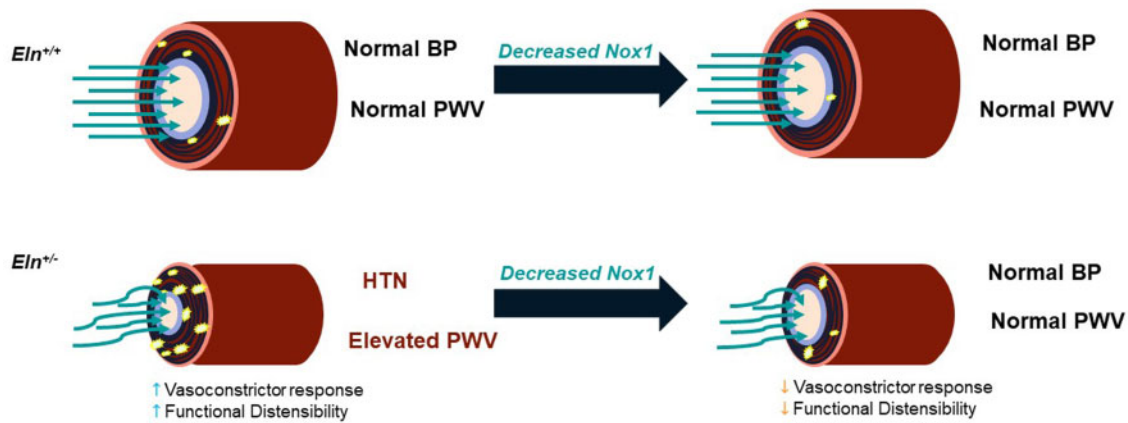 Eln+/+
Normal BP
Normal PWV
Decreased Nox1
Normal BP
Normal PWV
Eln+/-
HTN
Elevated PWV
↑ Vasoconstrictor response
↑ Functional Distensibility
Decreased Nox1
Normal BP
Normal PWV
↓ Vasoconstrictor response
↓ Functional Distensibility